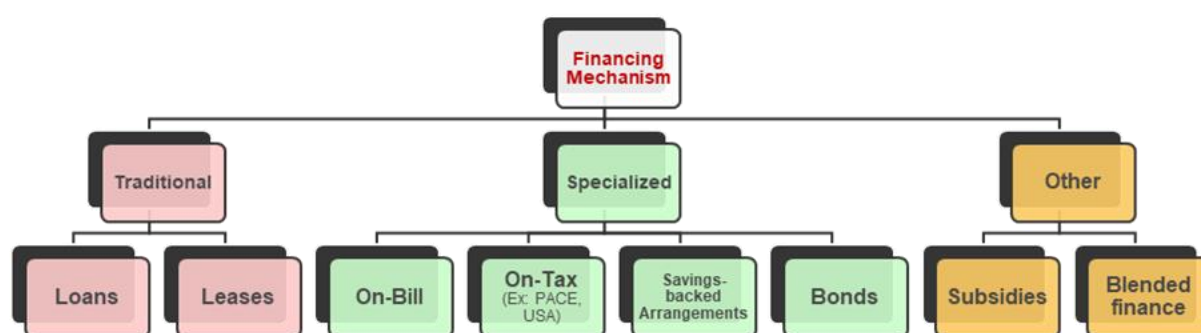 Financing
Mechanism
Traditional
Specialized
Other
Loans
Leases
On-Bill
On-Tax
(Ex: PACE,
USA)
Savings-
backed
Arrangements
Bonds
Subsidies
Blended
finance